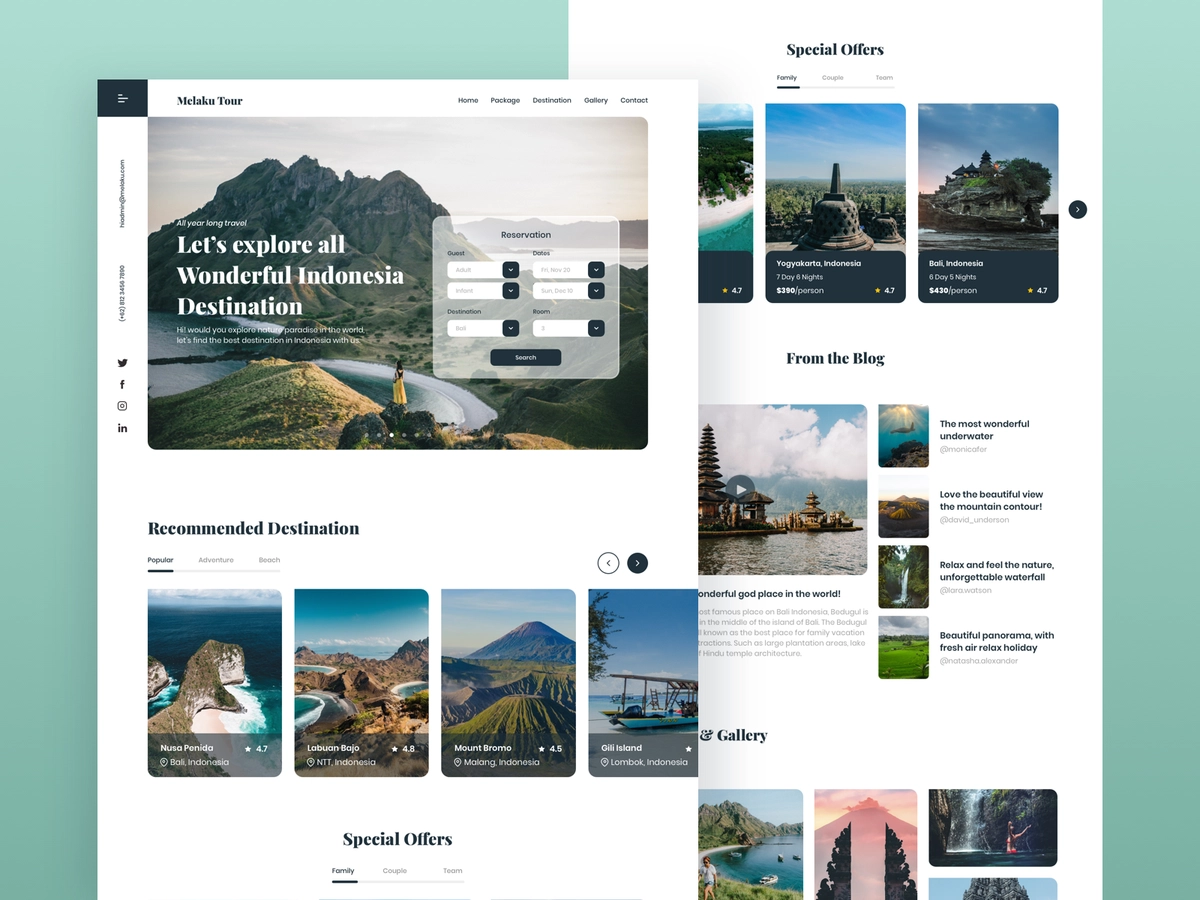 Melaku Tour
Home Package Destination Gallery Contact
hiadmin@melaku.com
(+62) 812 3456 7890
All year long travel
Let's explore all
Wonderful Indonesia
Destination
Hi! would you explore nature paradise in the world,
let's find the best destination in Indonesia with us.
Reservation
Guest Dates
Adult Fri, Nov 20
Infant Sun, Dec 10
Destination Room
Bali 3
Search
Recommended Destination
Popular Adventure Beach
Nusa Penida 4.7
Bali, Indonesia
Labuan Bajo 4.8
NTT, Indonesia
Mount Bromo 4.5
Malang, Indonesia
Gili Island
Lombok, Indonesia
Special Offers
Family Couple Team
Special Offers
Family Couple Team
4.7
Yogyakarta, Indonesia
7 Day 6 Nights
$390/person 4.7
Bali, Indonesia
6 Day 5 Nights
$430/person 4.7
From the Blog
onderful god place in the world!
ost famous place on Bali Indonesia, Bedugul is
in the middle of the island of Bali. The Bedugul
l known as the best place for family vacation
tractions. Such as large plantation areas, lake
f Hindu temple architecture.
The most wonderful
underwater
@monicafer
Love the beautiful view
the mountain contour!
@david_underson
Relax and feel the nature,
unforgettable waterfall
@lara.watson
Beautiful panorama, with
fresh air relax holiday
@natasha.alexander
& Gallery